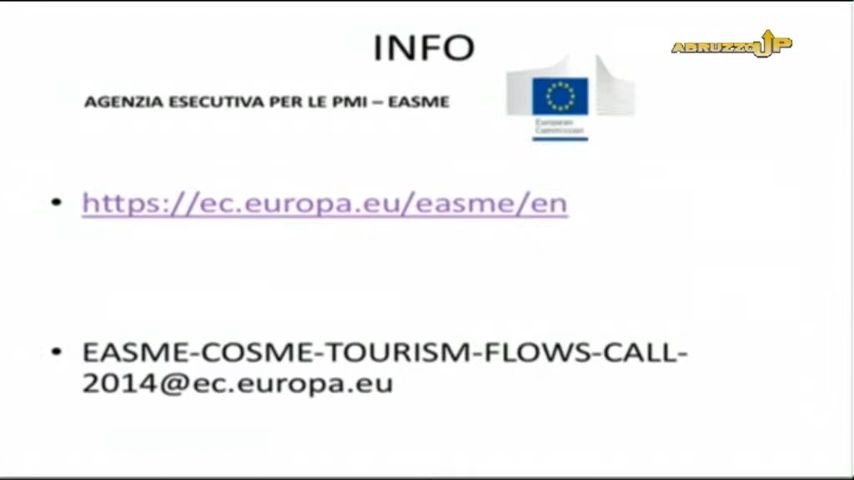 INFO
ABRUZZOUP
AGENZIA ESECUTIVA PER LE PMI – EASME
European
Commission
• https://ec.europa.eu/easme/en
• EASME-COSME-TOURISM-FLOWS-CALL-
2014@ec.europa.eu